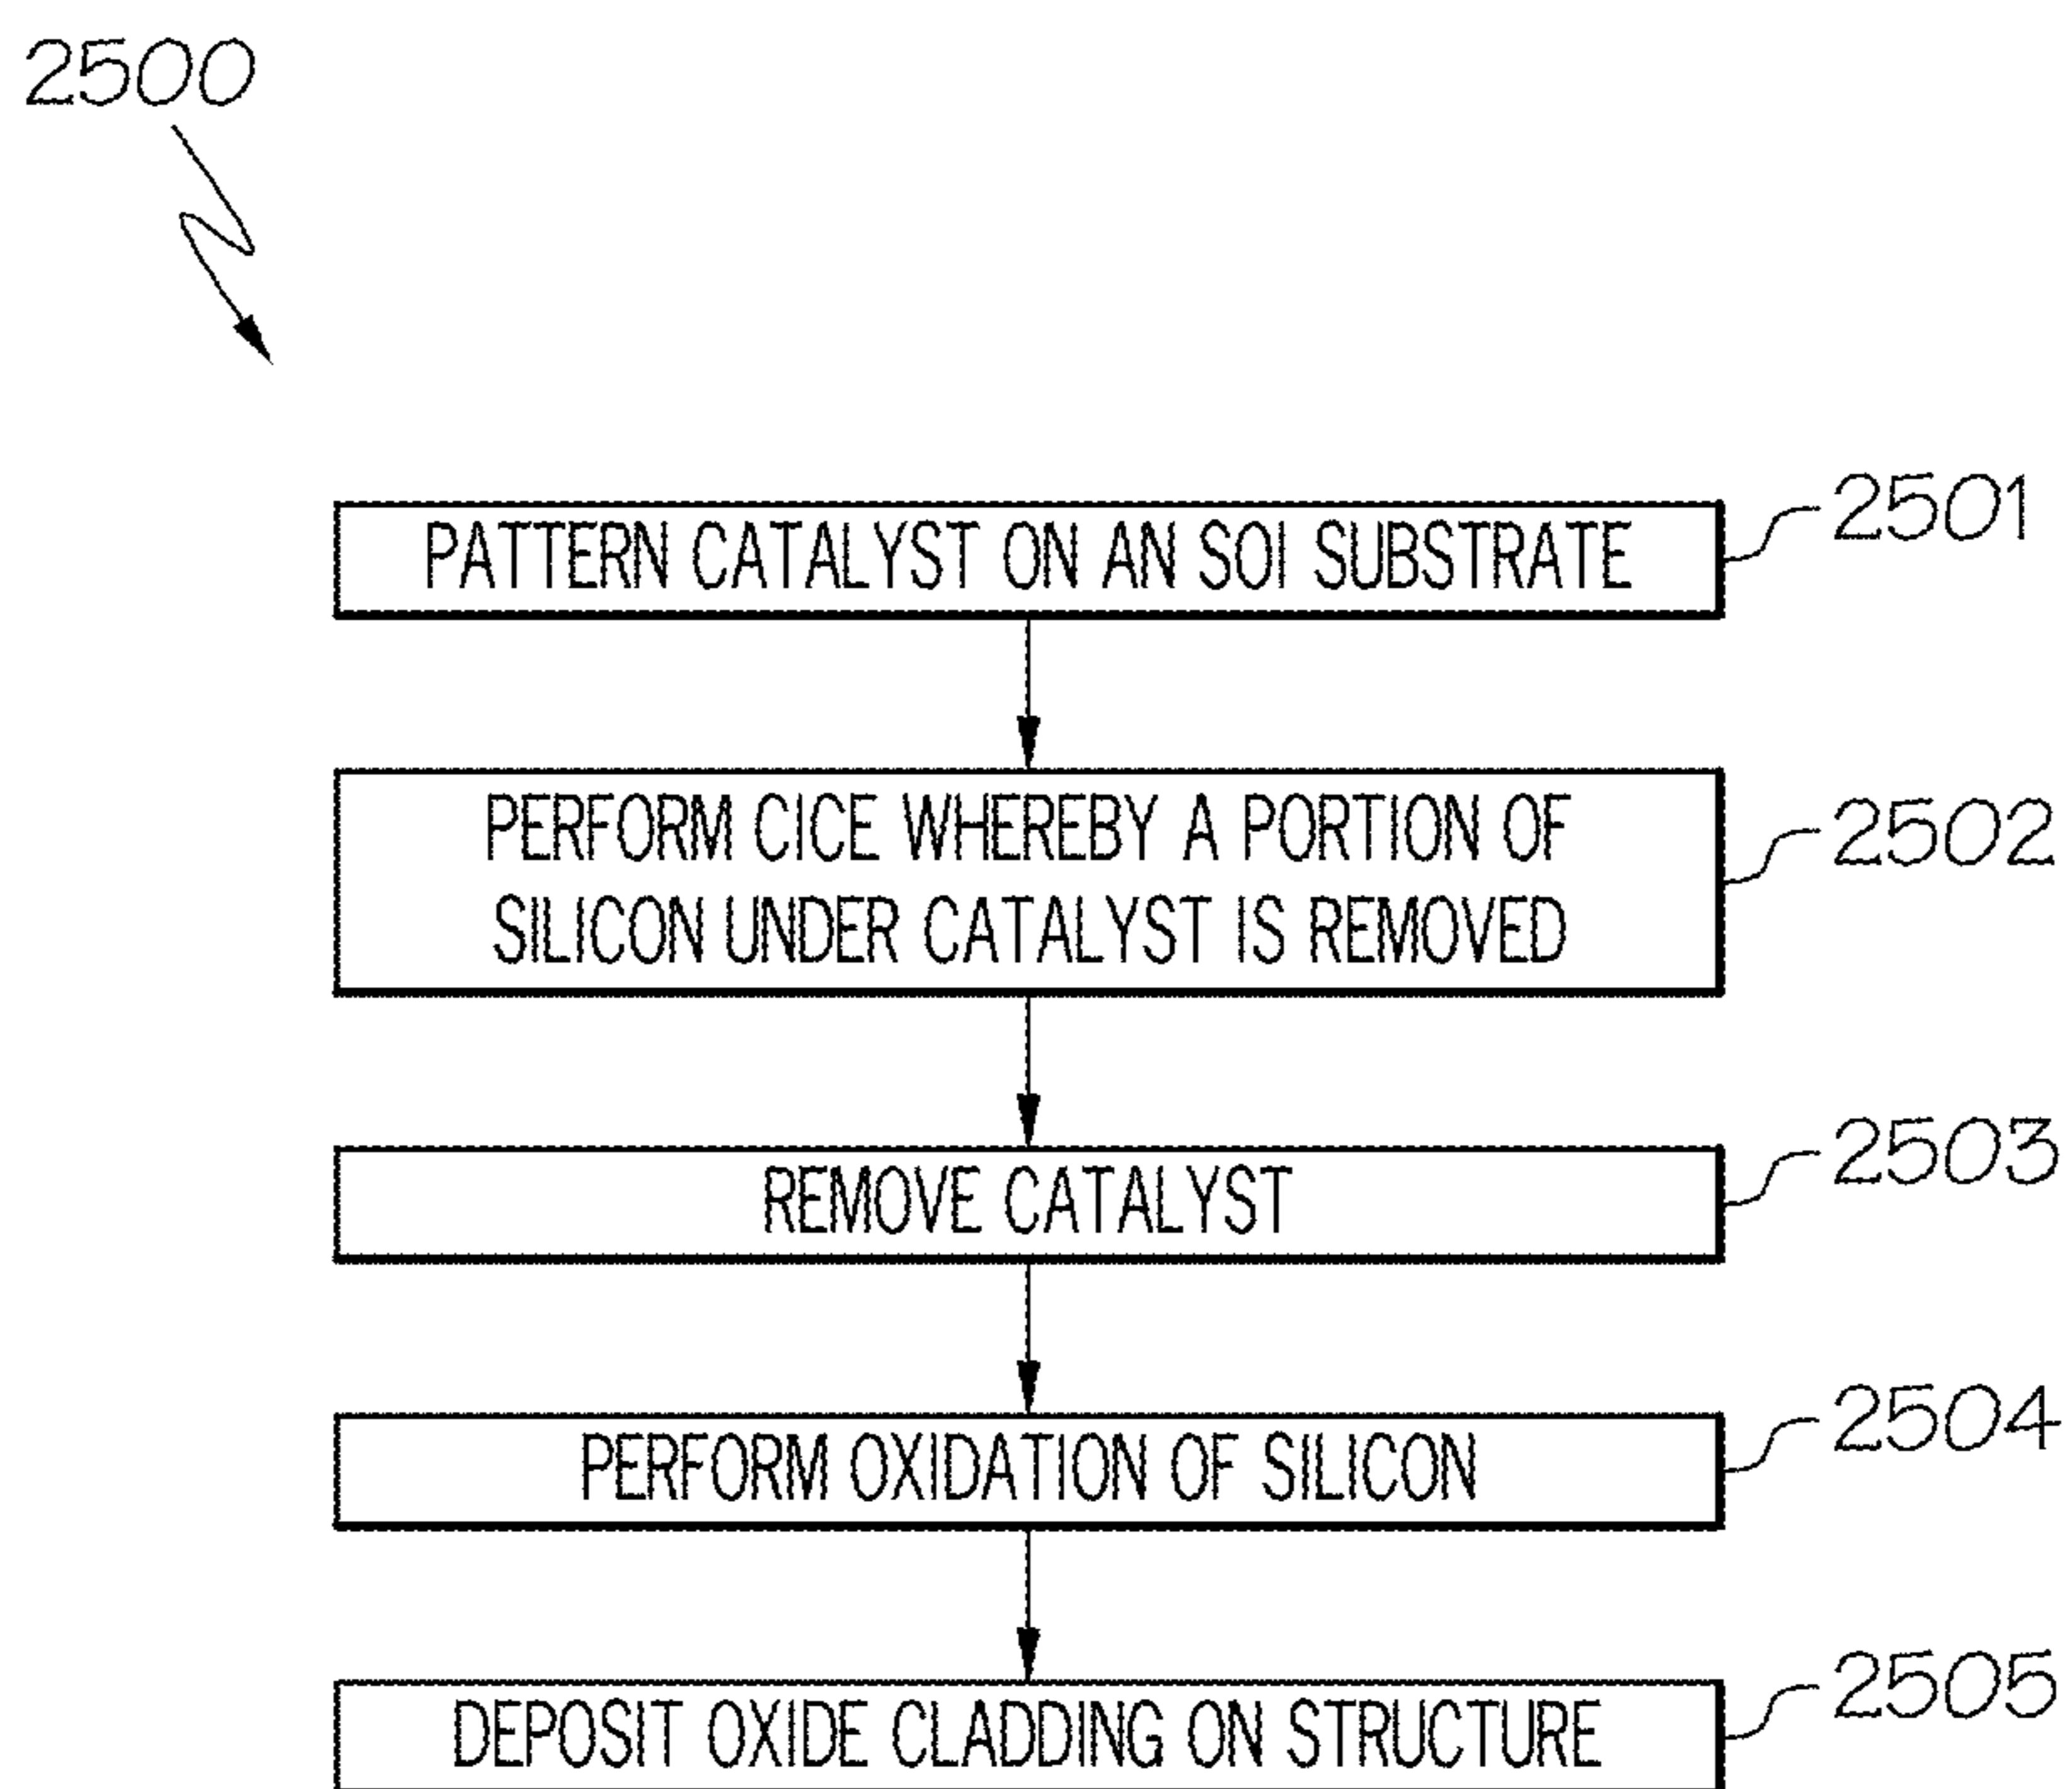 2500
PATTERN CATALYST ON AN SOI SUBSTRATE
2501
PERFORM CICE WHEREBY A PORTION OF
SILICON UNDER CATALYST IS REMOVED
2502
REMOVE CATALYST
2503
PERFORM OXIDATION OF SILICON
2504
DEPOSIT OXIDE CLADDING ON STRUCTURE
2505